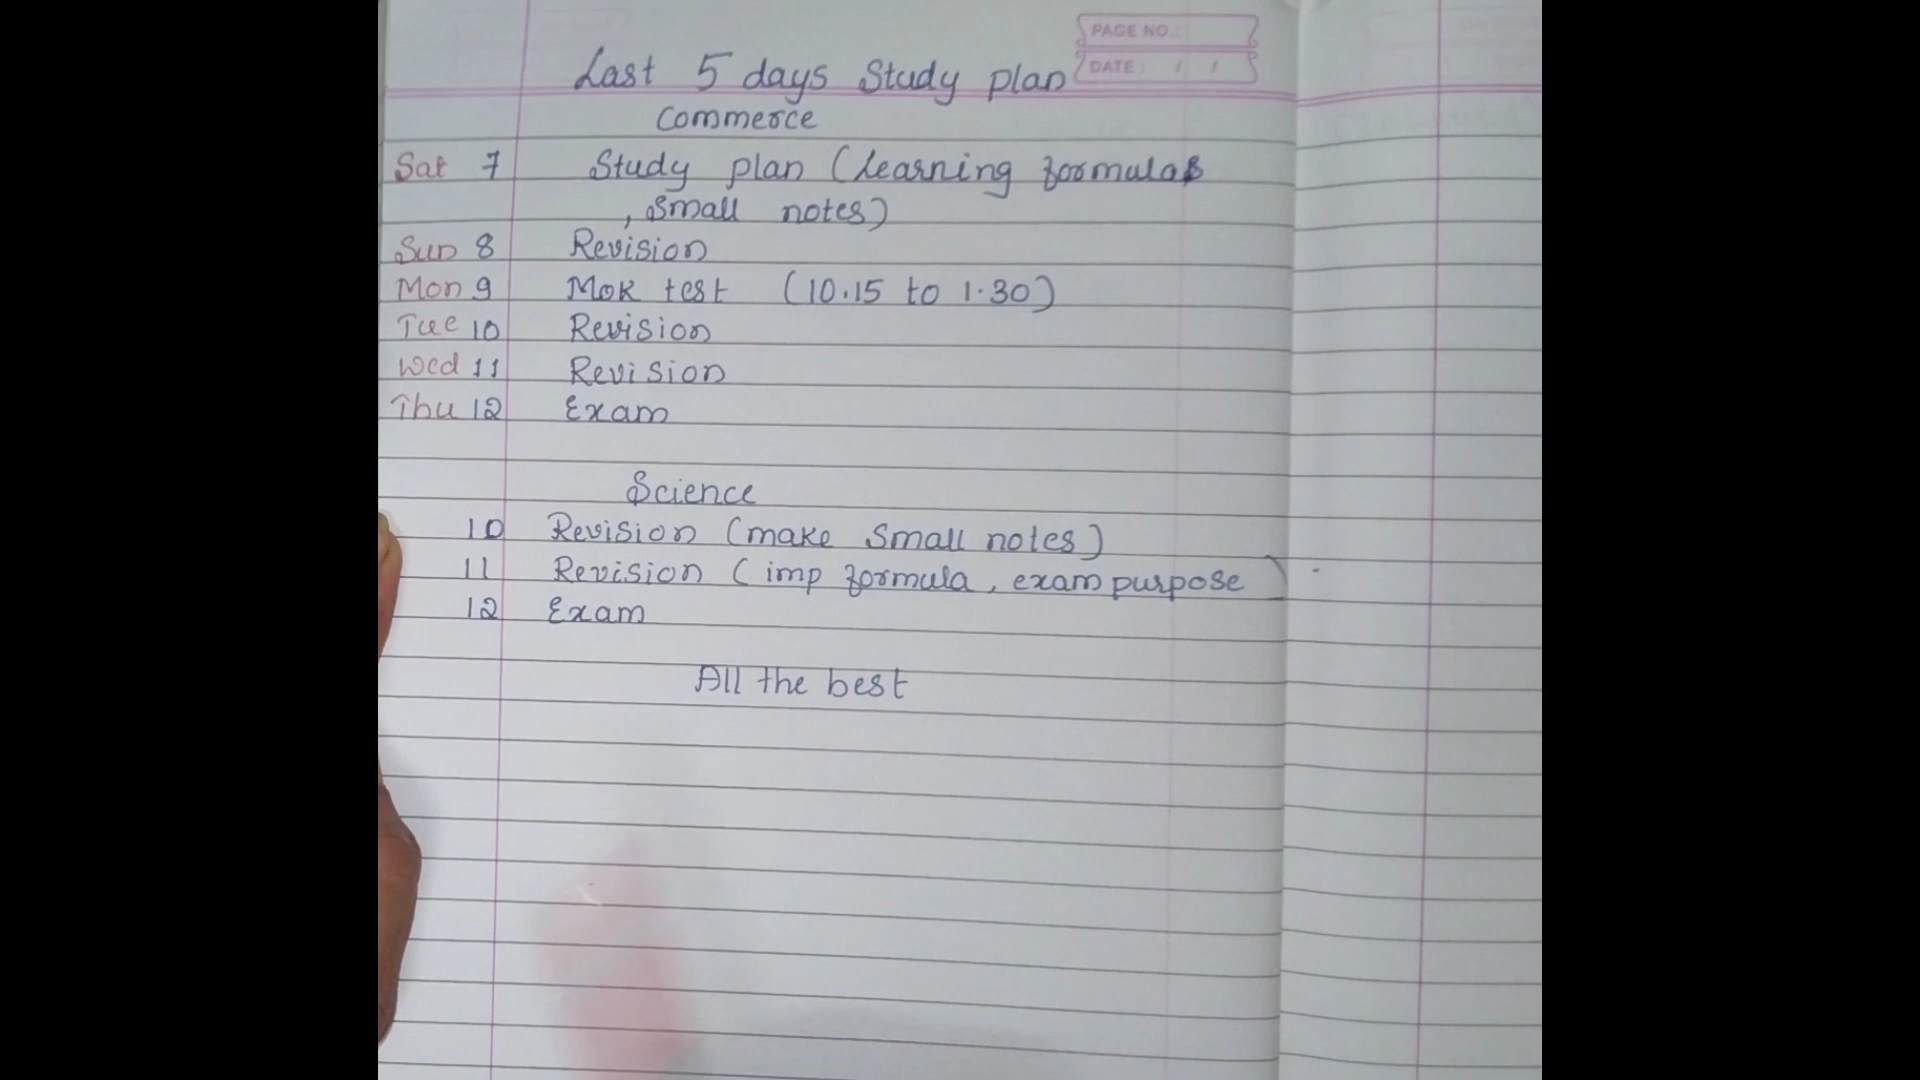 PAGE NO.:
DATE: / /
Last 5 days Study plan
Commerce
Sat 7 Study plan (Learning formulas
, Small notes)
Sun 8 Revision
Mon 9 Mok test (10.15 to 1.30)
Tue 10 Revision
Wed 11 Revision
Thu 12 Exam
Science
10 Revision (make Small notes)
11 Revision (imp formula, exam purpose)
12 Exam
All the best